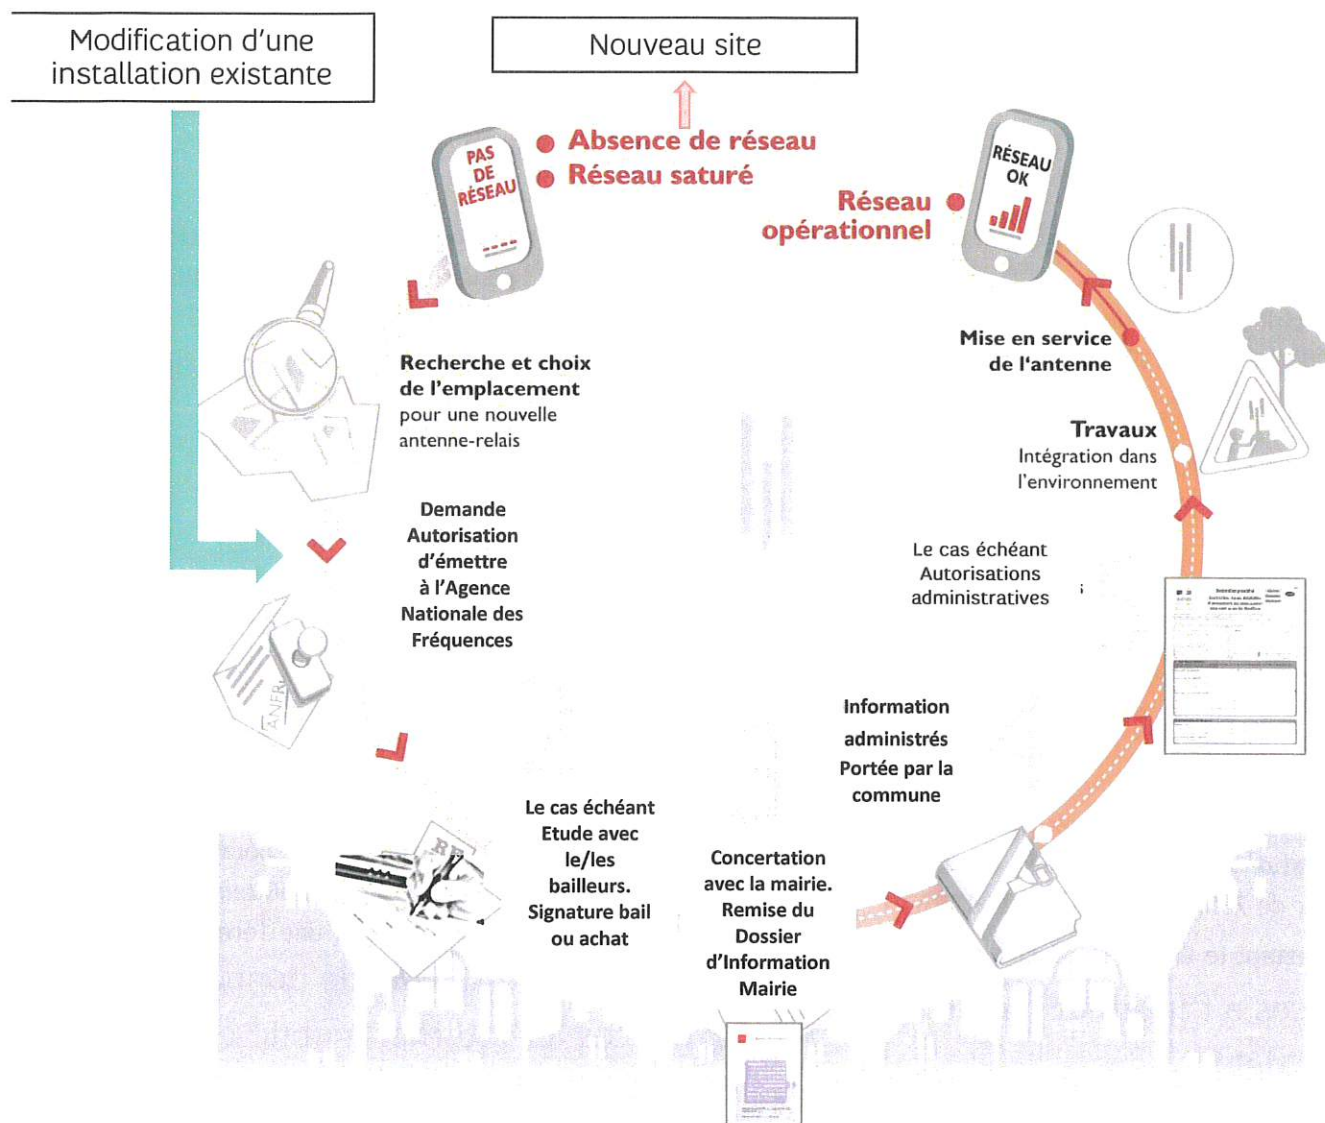 Modification d'une
installation existante
Nouveau site
PAS
DE
RÉSEAU
Absence de réseau
Réseau saturé
RÉSEAU
OK
Réseau
opérationnel
Recherche et choix
de l'emplacement
pour une nouvelle
antenne-relais
Mise en service
de l'antenne
Travaux
Intégration dans
l'environnement
Demande
Autorisation
d'émettre
à l'Agence
Nationale des
Fréquences
ANFR
Le cas échéant
Autorisations
administratives
Information
administrés
Portée par la
commune
Le cas échéant
Etude avec
le/les
bailleurs.
Signature bail
ou achat
Concertation
avec la mairie.
Remise du
Dossier
d'Information
Mairie